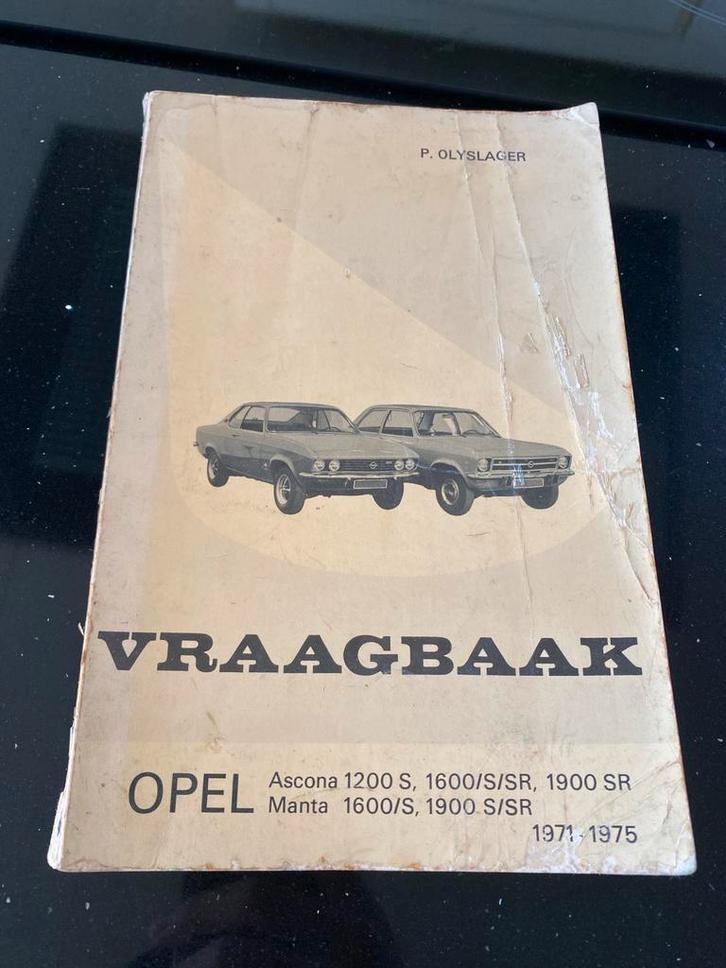 P. OLYSLAGER
VRAAGBAAK
OPEL Ascona 1200 S, 1600/S/SR, 1900 SR
Manta 1600/S, 1900 S/SR
1971-1975